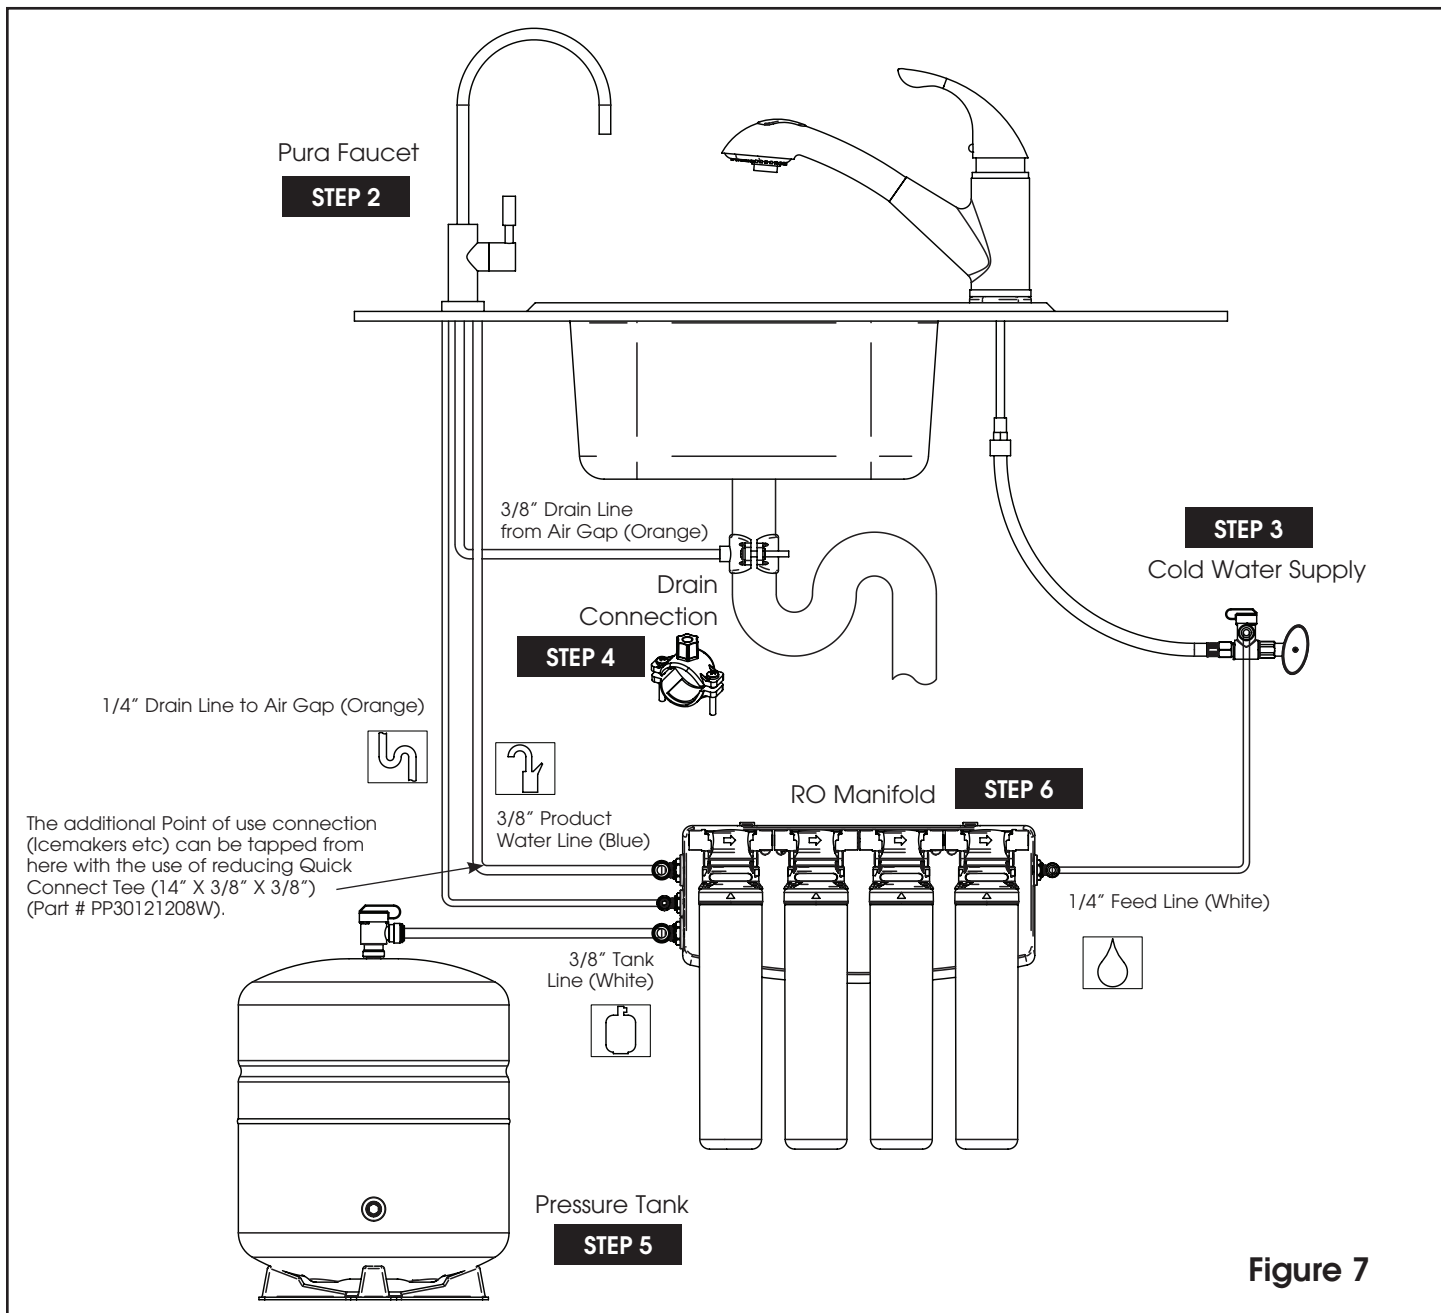 Pura Faucet
STEP 2
3/8” Drain Line
from Air Gap (Orange)
STEP 3
Cold Water Supply
Drain
Connection
STEP 4
1/4” Drain Line to Air Gap (Orange)
3/8” Product
Water Line (Blue)
RO Manifold
STEP 6
The additional Point of use connection
(Icemakers etc) can be tapped from
here with the use of reducing Quick
Connect Tee (14” X 3/8” X 3/8”)
(Part # PP30121208W).
1/4” Feed Line (White)
3/8” Tank
Line (White)
Pressure Tank
STEP 5
Figure 7